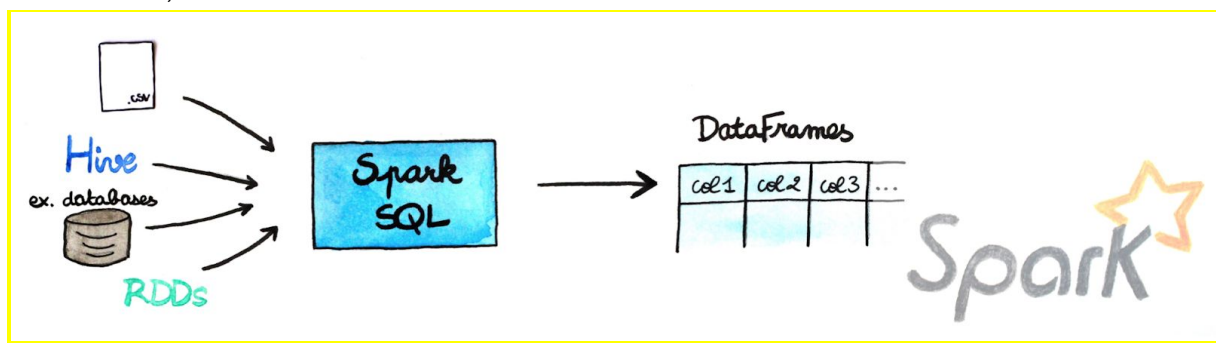 .csv
Hive
ex. databases
RDDs
Spark
SQL
DataFrames
col1 col2 col3 ...
Spark